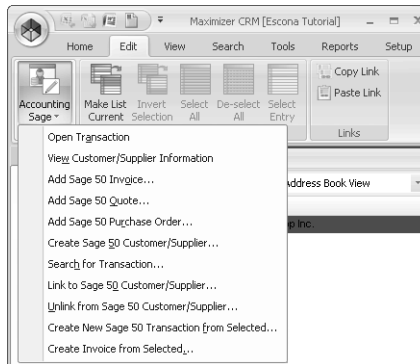 Maximizer CRM [Escona Tutorial]
Home Edit View Search Tools Reports Setup
Accounting Sage
Make List Current
Invert Selection
Select All
De-select All
Select Entry
Copy Link
Paste Link
Links
Open Transaction
View Customer/Supplier Information
Add Sage 50 Invoice...
Add Sage 50 Quote...
Add Sage 50 Purchase Order...
Create Sage 50 Customer/Supplier...
Search for Transaction...
Link to Sage 50 Customer/Supplier...
Unlink from Sage 50 Customer/Supplier...
Create New Sage 50 Transaction from Selected...
Create Invoice from Selected...
Address Book View
Inc.